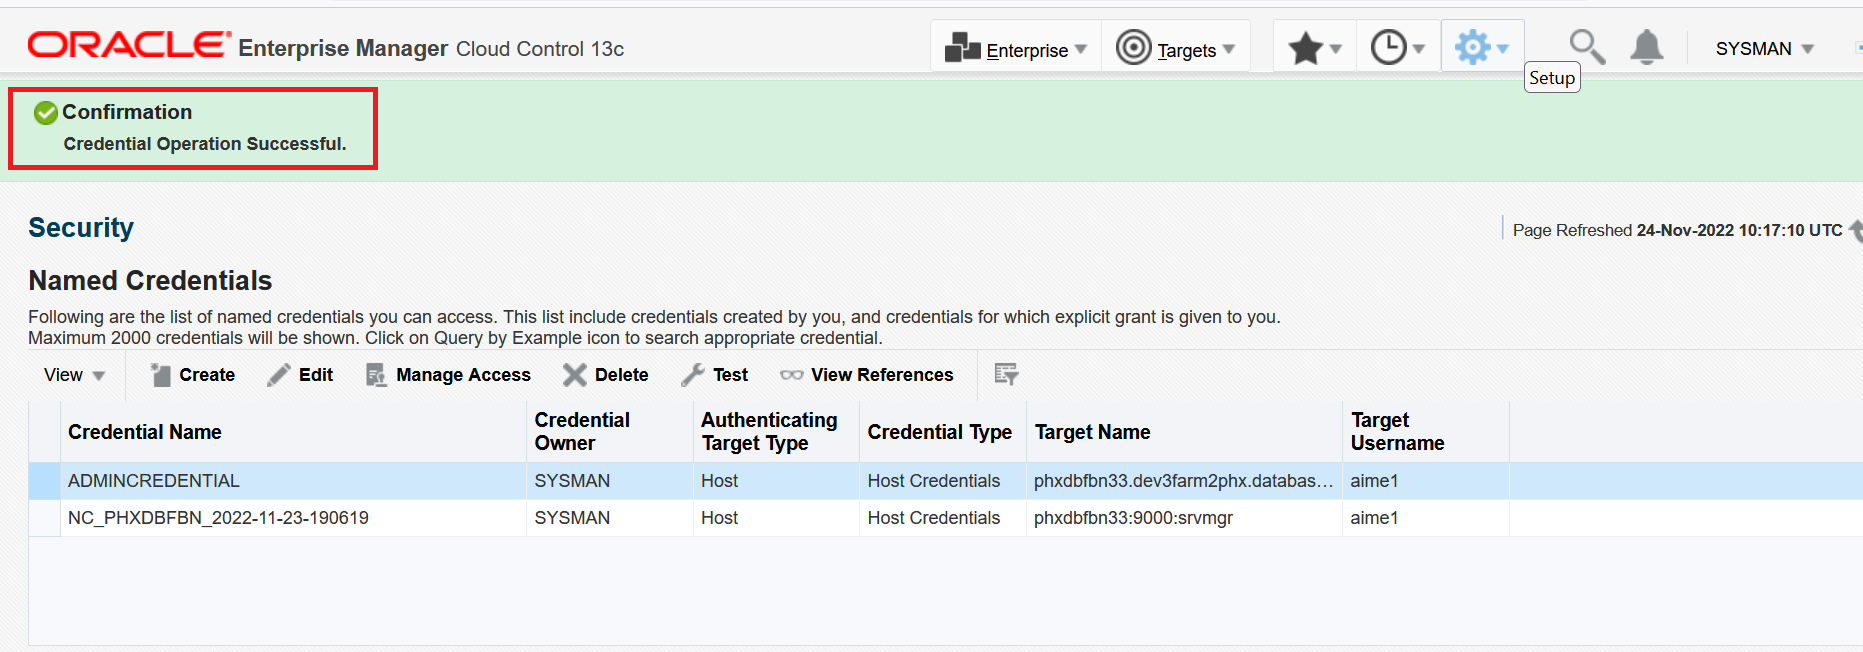 ORACLE Enterprise Manager Cloud Control 13c
Enterprise
Targets
SYSMAN
Setup
Confirmation
Credential Operation Successful.
Security
Page Refreshed 24-Nov-2022 10:17:10 UTC
Named Credentials
Following are the list of named credentials you can access. This list include credentials created by you, and credentials for which explicit grant is given to you.
Maximum 2000 credentials will be shown. Click on Query by Example icon to search appropriate credential.
View Create Edit Manage Access Delete Test View References
Credential Name Credential Owner Authenticating Target Type Credential Type Target Name Target Username
ADMINCREDENTIAL SYSMAN Host Host Credentials phxdbfbn33.dev3farm2phx.databas... aime1
NC_PHXDBFBN_2022-11-23-190619 SYSMAN Host Host Credentials phxdbfbn33:9000:srvmgr aime1